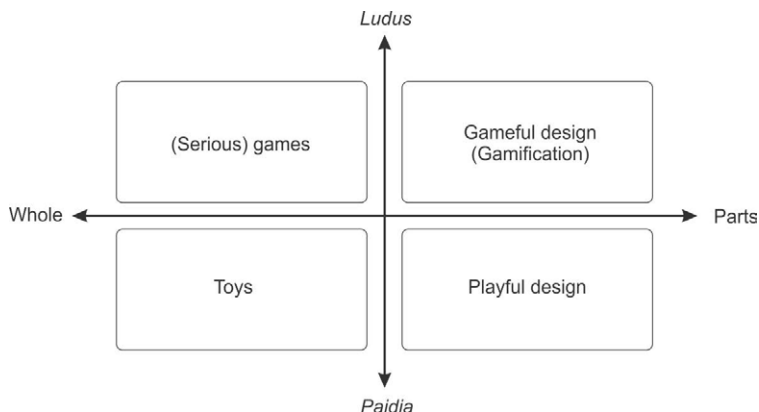 Ludus
(Serious) games
Gameful design
(Gamification)
Whole
Parts
Toys
Playful design
Paidia